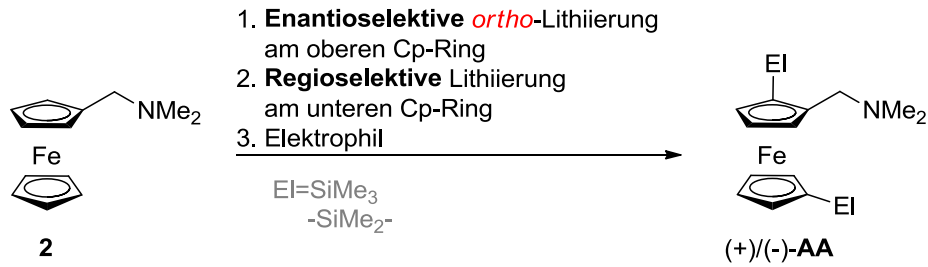 1. Enantioselektive ortho-Lithiierung
am oberen Cp-Ring
2. Regioselektive Lithiierung
am unteren Cp-Ring
3. Elektrophil
El=SiMe3
-SiMe2-
NMe2
Fe
2
El
NMe2
Fe
El
(+)/(-)-AA